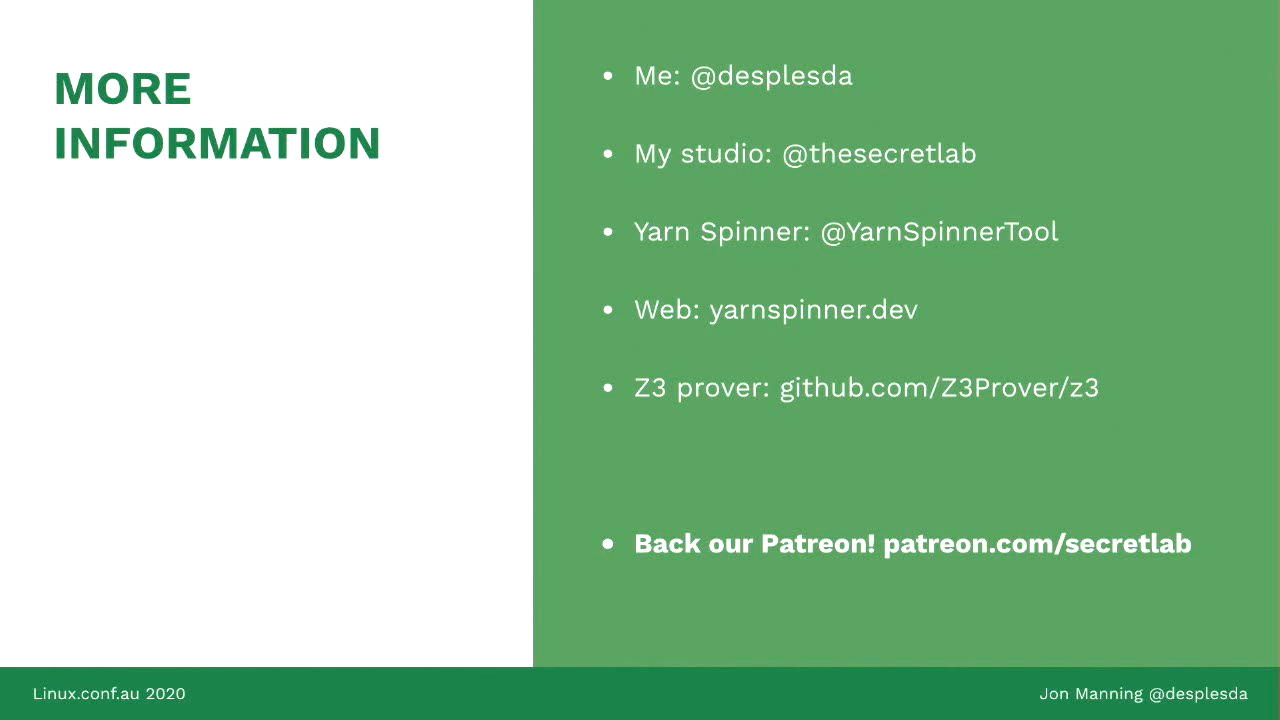 MORE
INFORMATION
• Me: @desplesda
• My studio: @thesecretlab
• Yarn Spinner: @YarnSpinnerTool
• Web: yarnspinner.dev
• Z3 prover: github.com/Z3Prover/z3
• Back our Patreon! patreon.com/secretlab
Linux.conf.au 2020
Jon Manning @desplesda